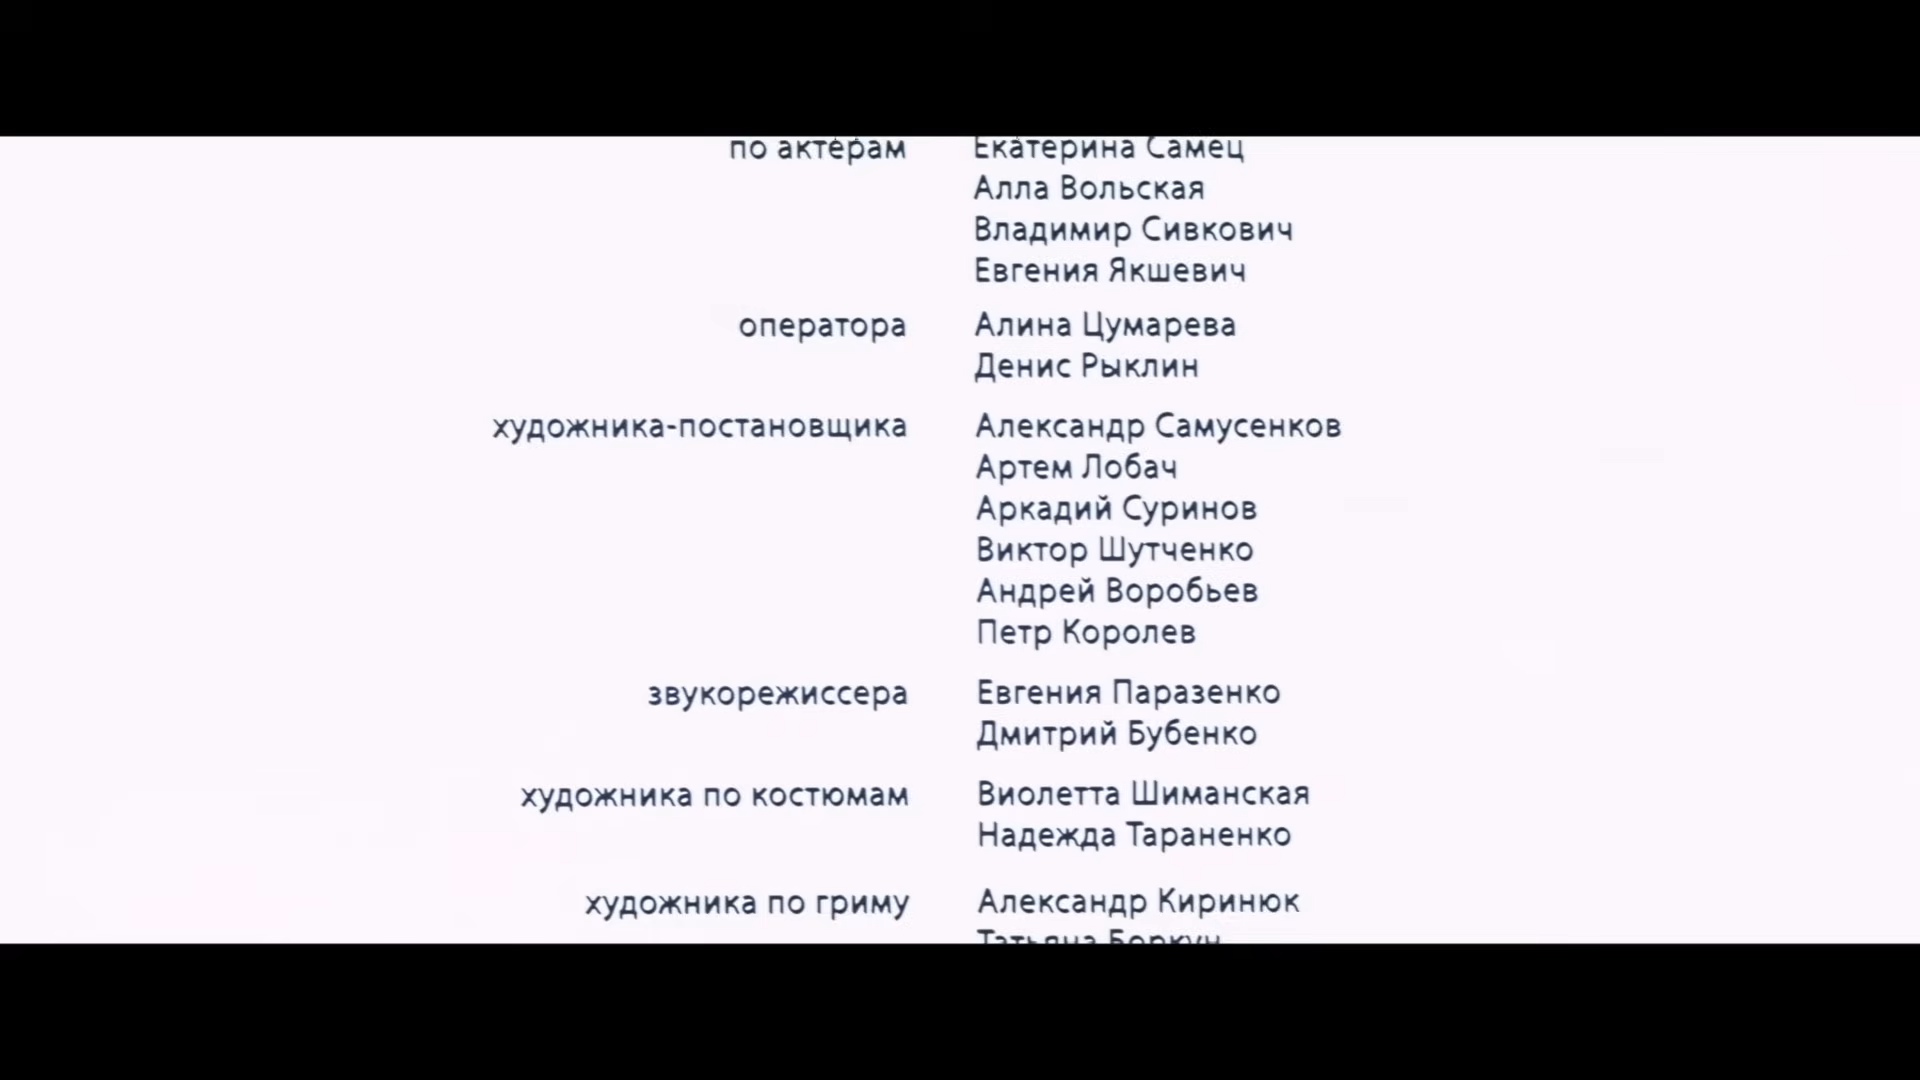 по актерам Екатерина Самец
Алла Вольская
Владимир Сивкович
Евгения Якшевич
оператора Алина Цумарева
Денис Рыклин
художника-постановщика Александр Самусенков
Артем Лобач
Аркадий Суринов
Виктор Шутченко
Андрей Воробьев
Петр Королев
звукорежиссера Евгения Паразенко
Дмитрий Бубенко
художника по костюмам Виолетта Шиманская
Надежда Тараненко
художника по гриму Александр Киринюк
Татьяна Боркун